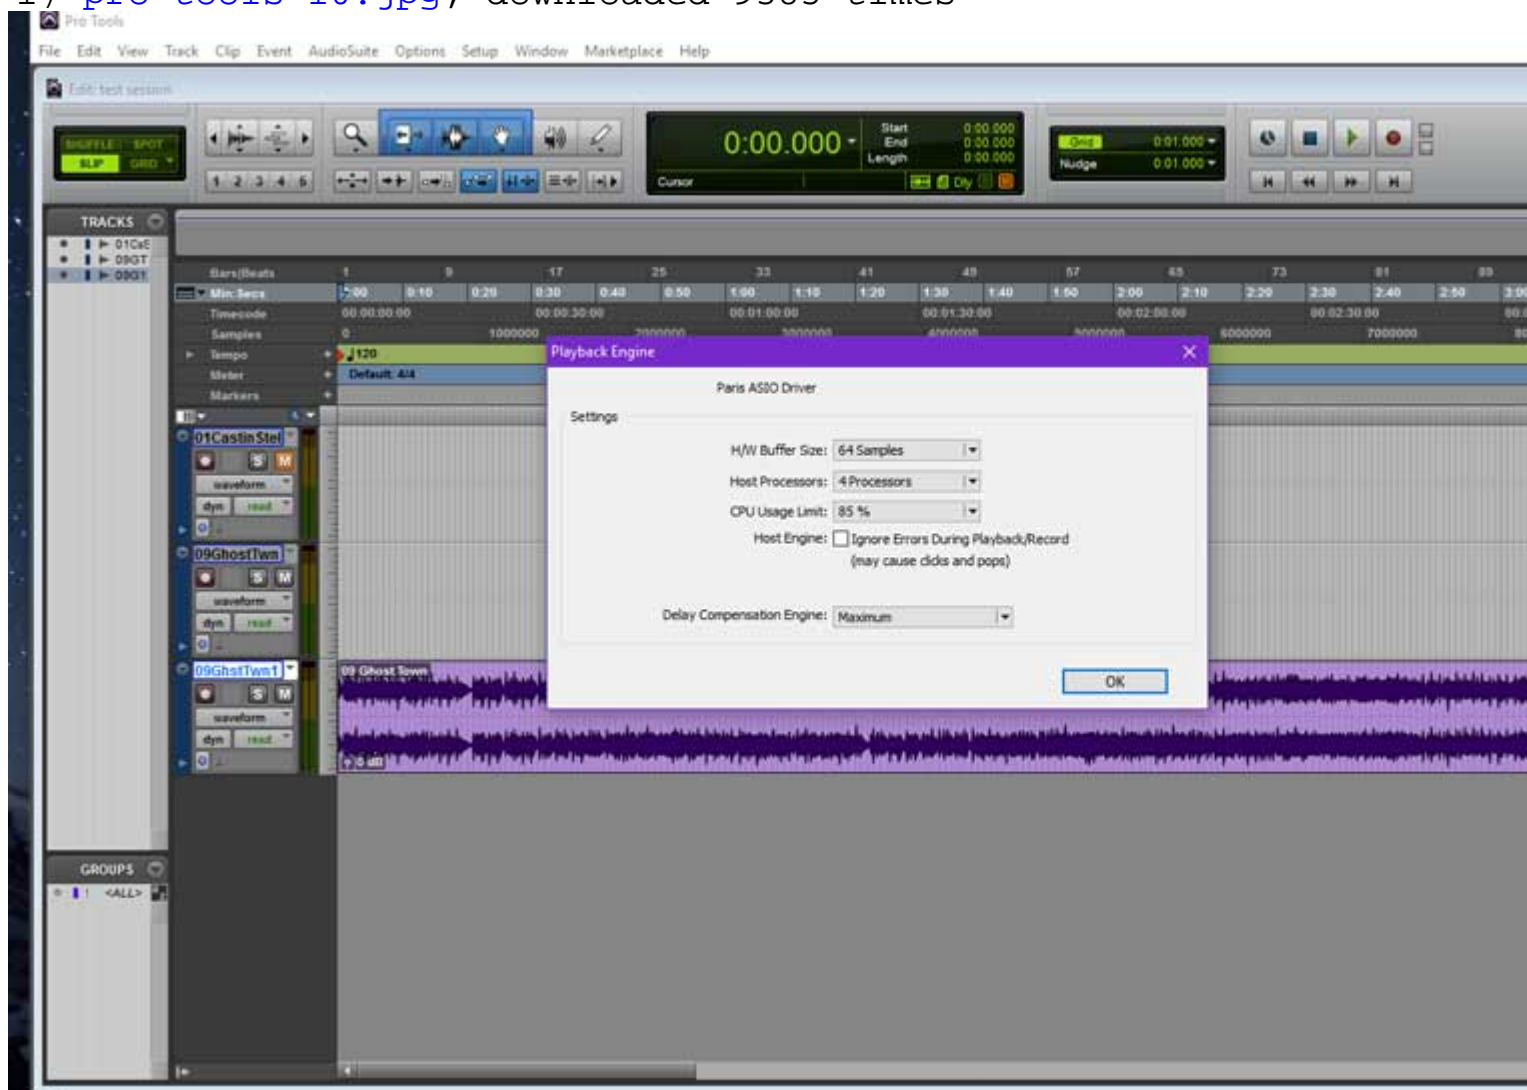 Pro Tools
File Edit View Track Clip Event AudioSuite Options Setup Window Marketplace Help
Edit: test session
SHUFFLE SPOT
SLIP GRID
1 2 3 4 5
0:00.000
Start 0:00.000
End 0:00.000
Length 0:00.000
Cursor
Dly
Grid 0:01.000
Nudge 0:01.000
TRACKS
01CsS
09GT
09G1
Bars|Beats 1 9 17 25 33 41 49 57 65 73 81 89
Min:Secs 0:00 0:10 0:20 0:30 0:40 0:50 1:00 1:10 1:20 1:30 1:40 1:50 2:00 2:10 2:20 2:30 2:40 2:50 3:00
Timecode 00:00:00:00 00:00:30:00 00:01:00:00 00:01:30:00 00:02:00:00 00:02:30:00
Samples 0 1000000 2000000 3000000 4000000 5000000 6000000 7000000
Tempo 120
Meter Default: 4/4
Markers
01CastinStel
S M
waveform
dyn read
09GhostTwn
S M
waveform
dyn read
09GhstTwn1
S M
waveform
dyn read
09 Ghost Town
0 dB
Playback Engine
Paris ASIO Driver
Settings
H/W Buffer Size: 64 Samples
Host Processors: 4 Processors
CPU Usage Limit: 85 %
Host Engine: Ignore Errors During Playback/Record
(may cause clicks and pops)
Delay Compensation Engine: Maximum
OK
GROUPS
! <ALL>